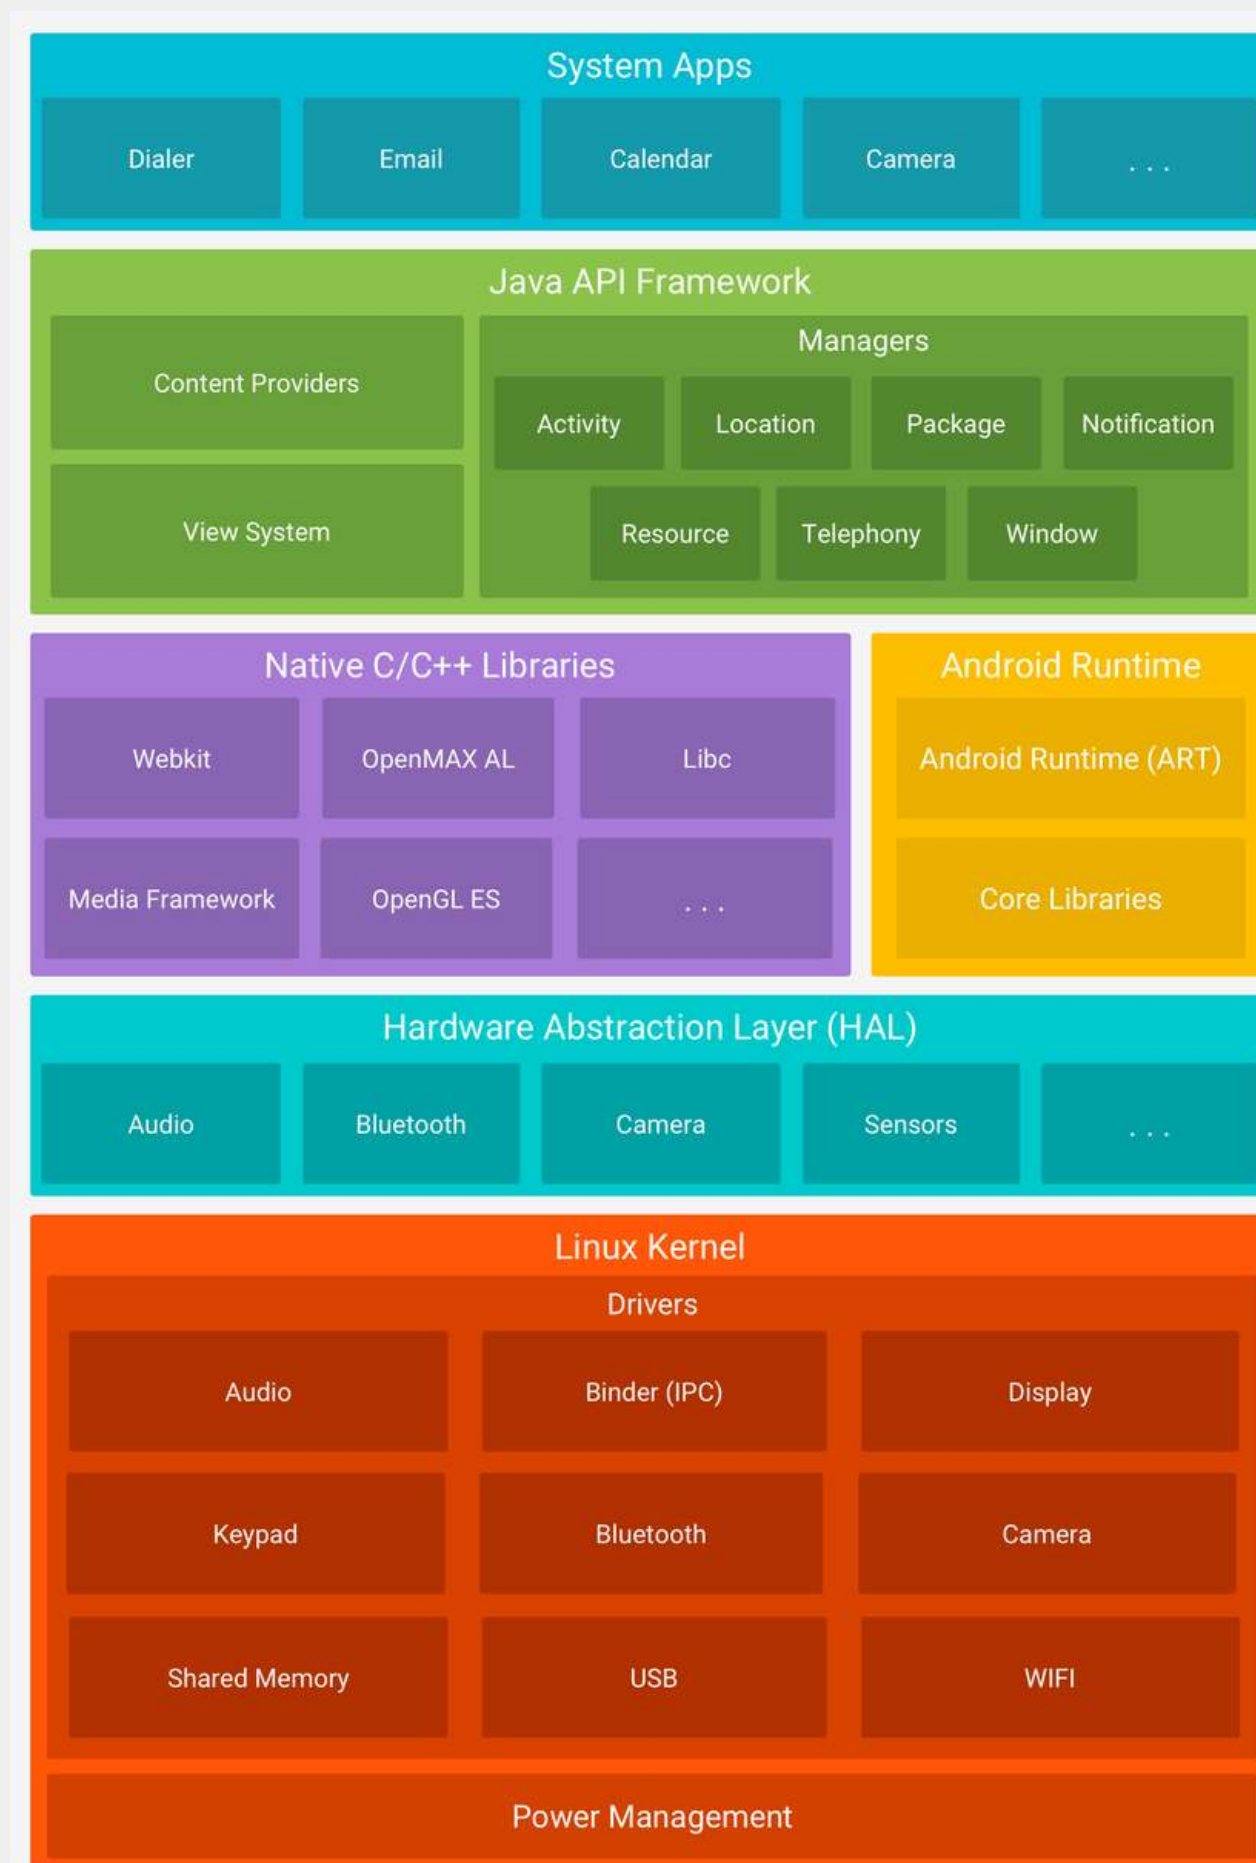 System Apps
Dialer Email Calendar Camera . . .
Java API Framework
Content Providers
View System
Managers
Activity Location Package Notification
Resource Telephony Window
Native C/C++ Libraries
Webkit OpenMAX AL Libc
Media Framework OpenGL ES . . .
Android Runtime
Android Runtime (ART)
Core Libraries
Hardware Abstraction Layer (HAL)
Audio Bluetooth Camera Sensors . . .
Linux Kernel
Drivers
Audio Binder (IPC) Display
Keypad Bluetooth Camera
Shared Memory USB WIFI
Power Management